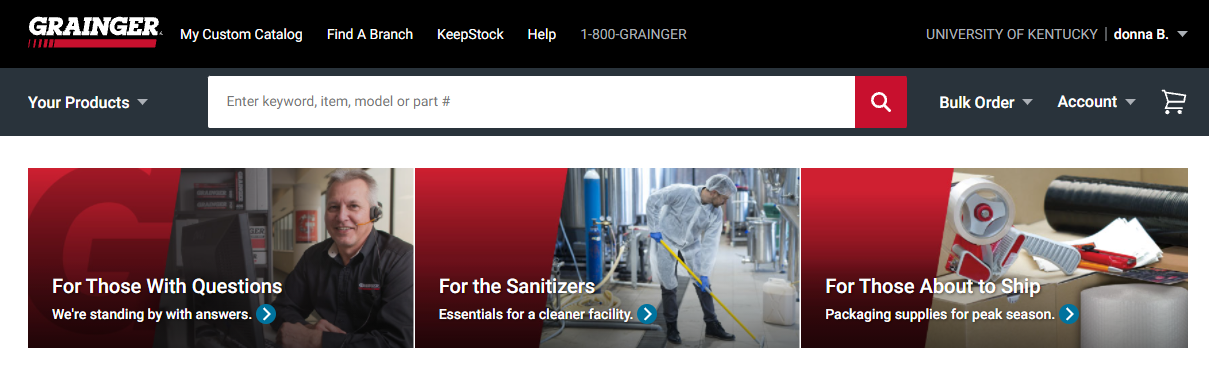 GRAINGER
My Custom Catalog
Find A Branch
KeepStock
Help
1-800-GRAINGER
UNIVERSITY OF KENTUCKY | donna B.
Your Products
Enter keyword, item, model or part #
Bulk Order
Account
For Those With Questions
We're standing by with answers.
For the Sanitizers
Essentials for a cleaner facility.
For Those About to Ship
Packaging supplies for peak season.